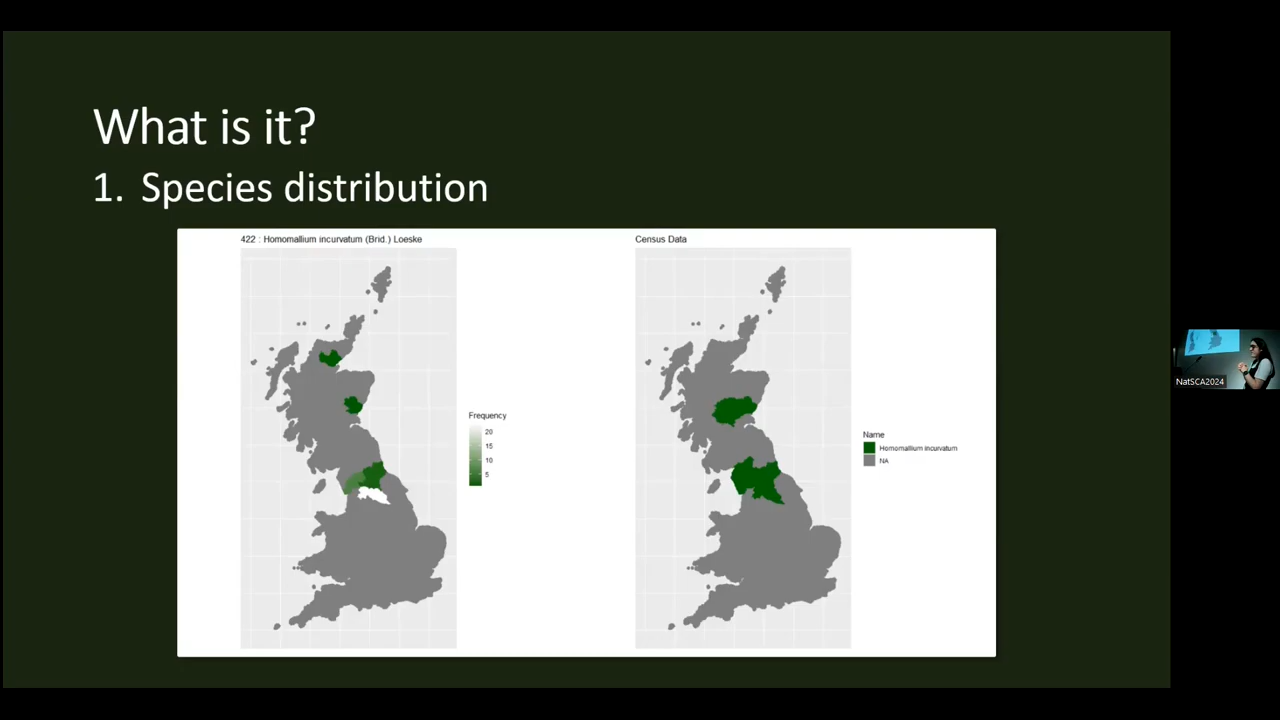 What is it?
1. Species distribution
422 : Homomallium incurvatum (Brid.) Loeske
Frequency
20
15
10
5
Census Data
Name
Homomallium incurvatum
NA
NatSCA2024